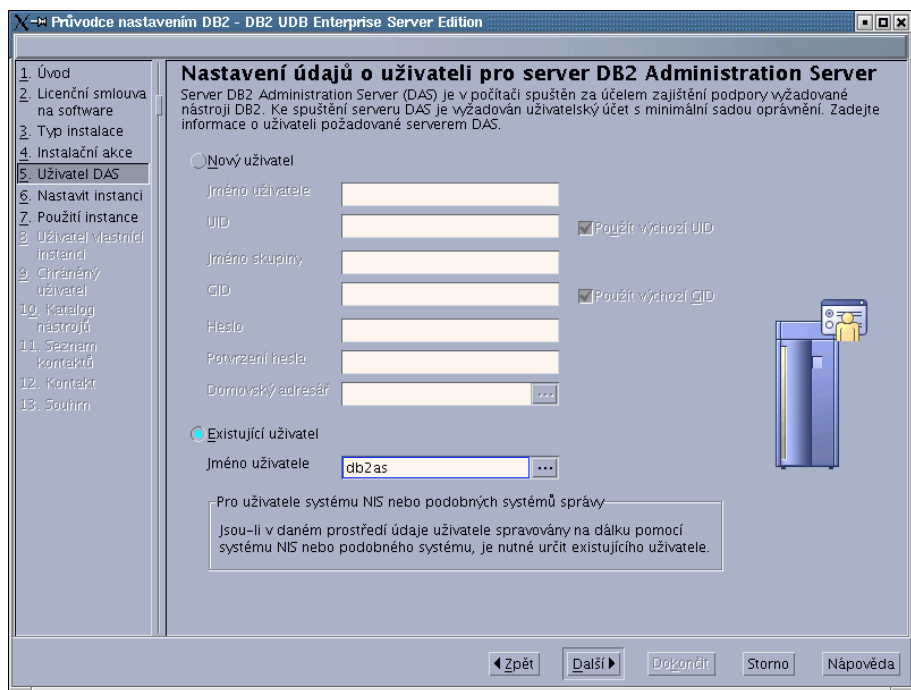 Průvodce nastavením DB2 - DB2 UDB Enterprise Server Edition
1. Úvod
2. Licenční smlouva
na software
3. Typ instalace
4. Instalační akce
5. Uživatel DAS
6. Nastavit instanci
7. Použití instance
8. Uživatel vlastnící
instanci
9. Chráněný
uživatel
10. Katalog
nástrojů
11. Seznam
kontaktů
12. Kontakt
13. Souhrn
Nastavení údajů o uživateli pro server DB2 Administration Server
Server DB2 Administration Server (DAS) je v počítači spuštěn za účelem zajištění podpory vyžadované
nástroji DB2. Ke spuštění serveru DAS je vyžadován uživatelský účet s minimální sadou oprávnění. Zadejte
informace o uživateli požadované serverem DAS.
Nový uživatel
Jméno uživatele
UID
Použít výchozí UID
Jméno skupiny
GID
Použít výchozí GID
Heslo
Potvrzení hesla
Domovský adresář
...
Existující uživatel
Jméno uživatele
db2as
...
Pro uživatele systému NIS nebo podobných systémů správy
Jsou-li v daném prostředí údaje uživatele spravovány na dálku pomocí
systému NIS nebo podobného systému, je nutné určit existujícího uživatele.
Zpět
Další
Dokončit
Storno
Nápověda